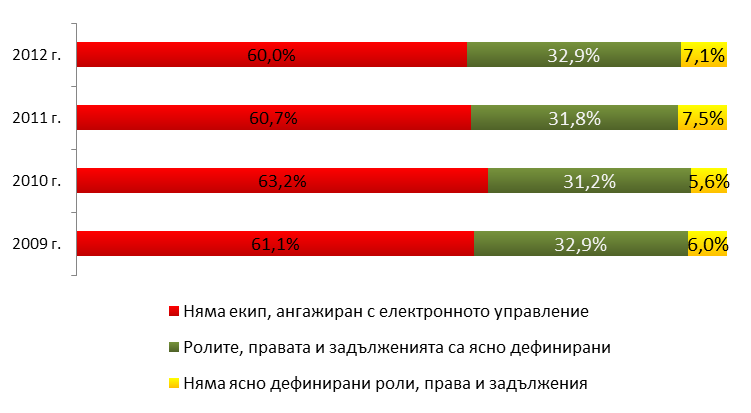 2012 г. 60,0% 32,9% 7,1%
2011 г. 60,7% 31,8% 7,5%
2010 г. 63,2% 31,2% 5,6%
2009 г. 61,1% 32,9% 6,0%
Няма екип, ангажиран с електронното управление
Ролите, правата и задълженията са ясно дефинирани
Няма ясно дефинирани роли, права и задължения